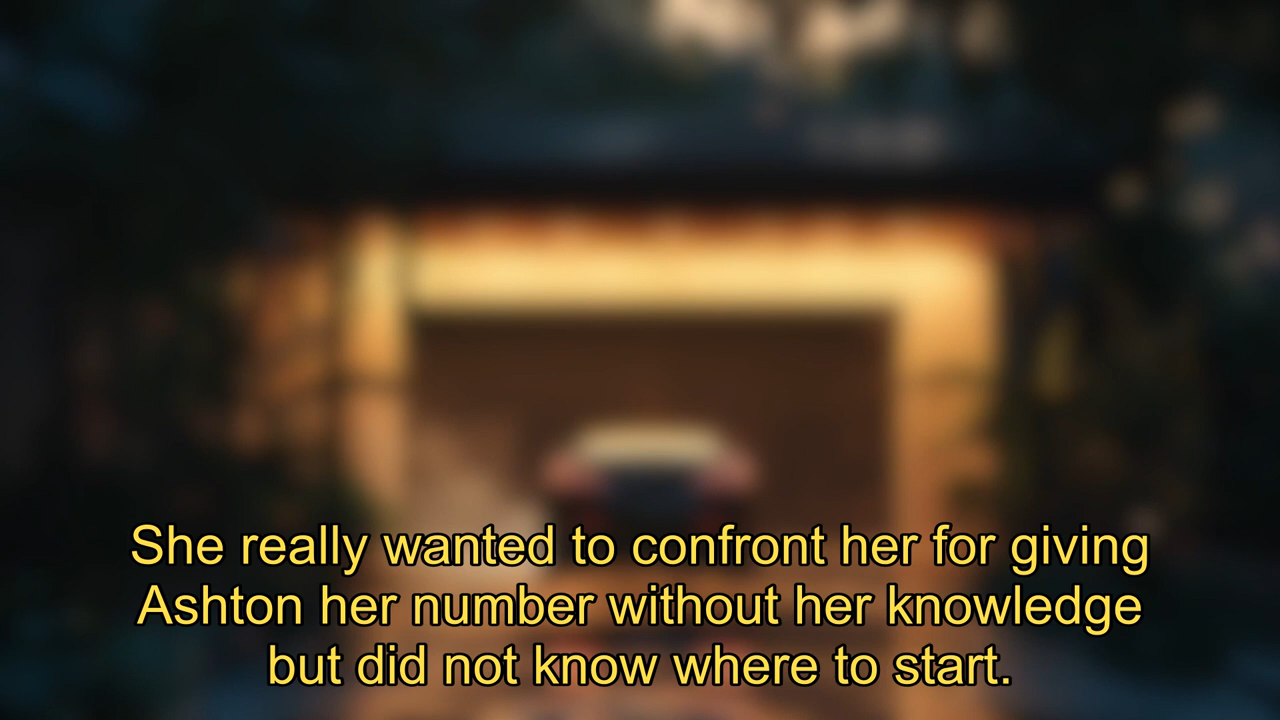 She really wanted to confront her for giving
Ashton her number without her knowledge
but did not know where to start.